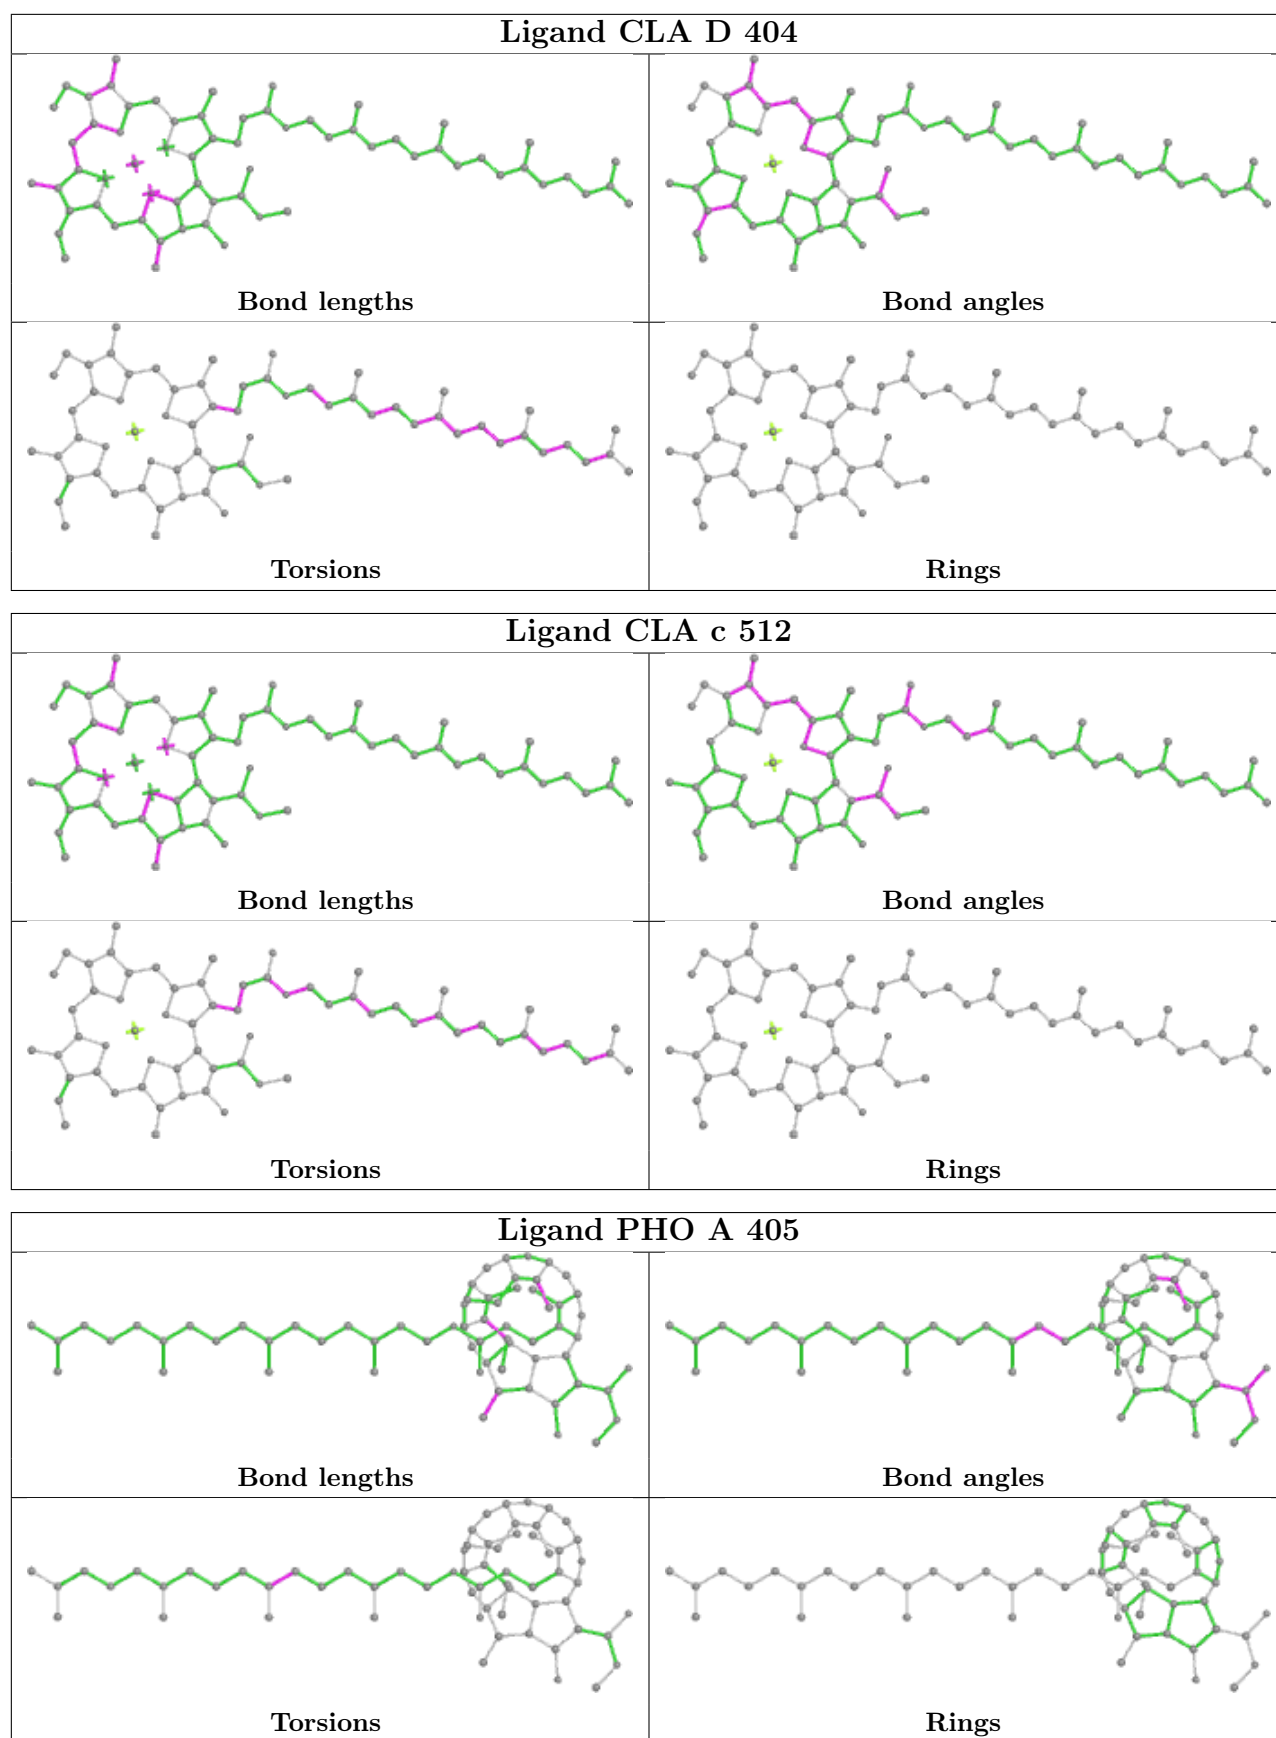 Ligand CLA D 404
Bond lengths
Bond angles
Torsions
Rings
Ligand CLA c 512
Bond lengths
Bond angles
Torsions
Rings
Ligand PHO A 405
Bond lengths
Bond angles
Torsions
Rings